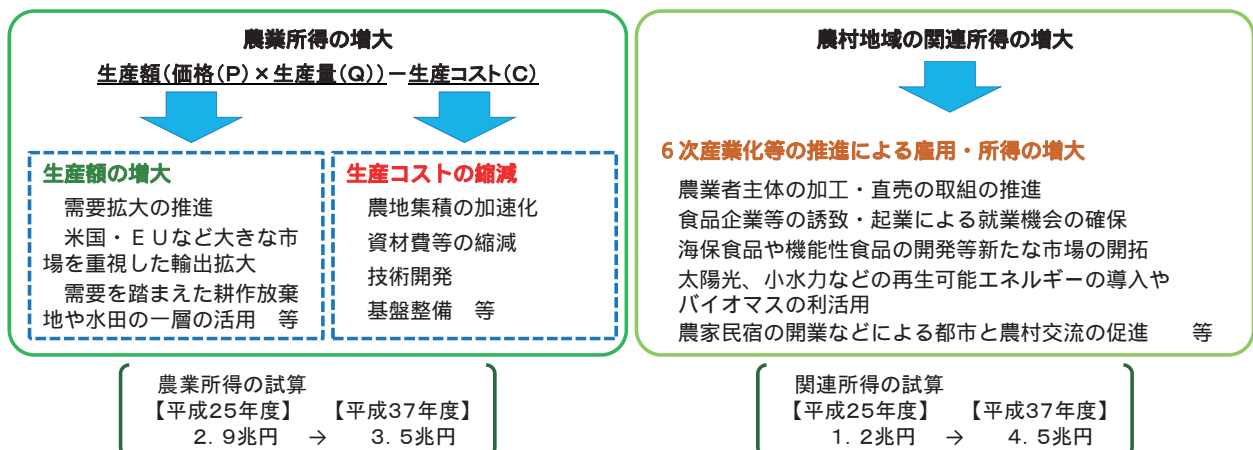 農業所得の増大
生産額(価格(P)×生産量(Q))-生産コスト(C)
生産額の増大
需要拡大の推進
米国・EUなど大きな市
場を重視した輸出拡大
需要を踏まえた耕作放棄
地や水田の一層の活用 等
生産コストの縮減
農地集積の加速化
資材費等の縮減
技術開発
基盤整備 等
農業所得の試算
【平成25年度】 【平成37年度】
2.9兆円 → 3.5兆円
農村地域の関連所得の増大
6次産業化等の推進による雇用・所得の増大
農業者主体の加工・直売の取組の推進
食品企業等の誘致・起業による就業機会の確保
海保食品や機能性食品の開発等新たな市場の開拓
太陽光、小水力などの再生可能エネルギーの導入や
バイオマスの利活用
農家民宿の開業などによる都市と農村交流の促進 等
関連所得の試算
【平成25年度】 【平成37年度】
1.2兆円 → 4.5兆円